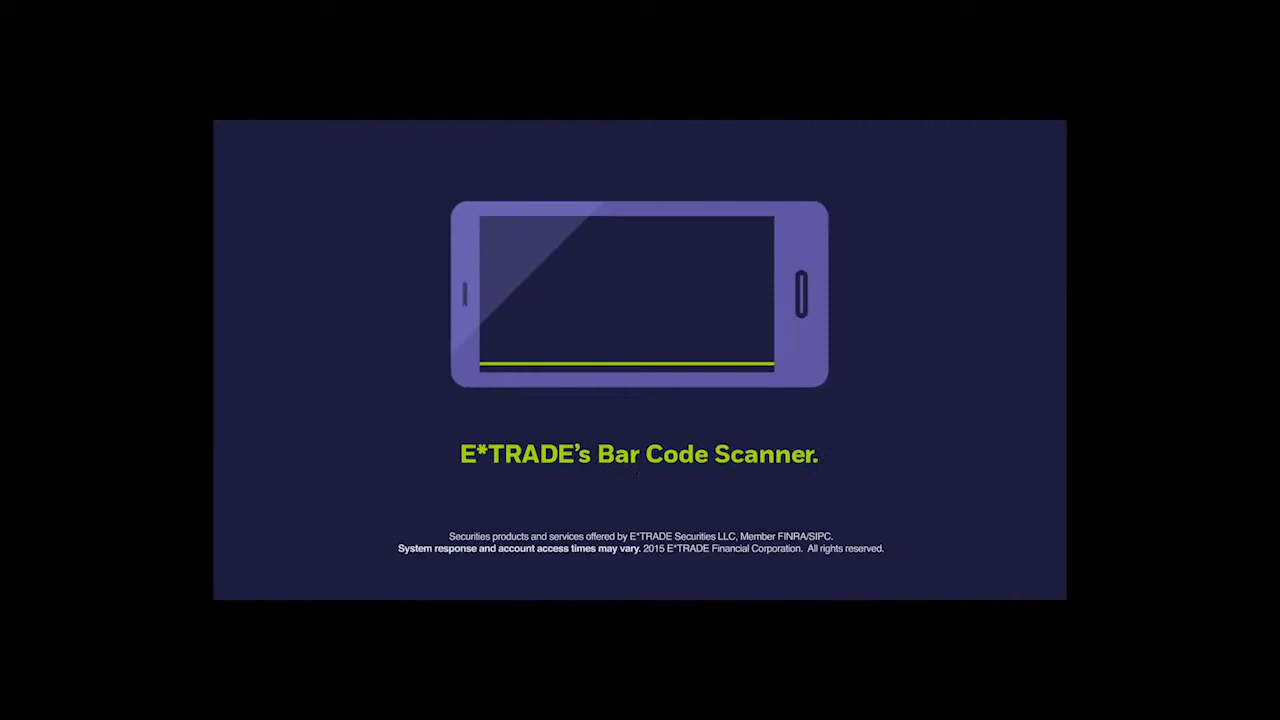 E*TRADE’s Bar Code Scanner.
Securities products and services offered by E*TRADE Securities LLC, Member FINRA/SIPC.
System response and account access times may vary. 2015 E*TRADE Financial Corporation. All rights reserved.